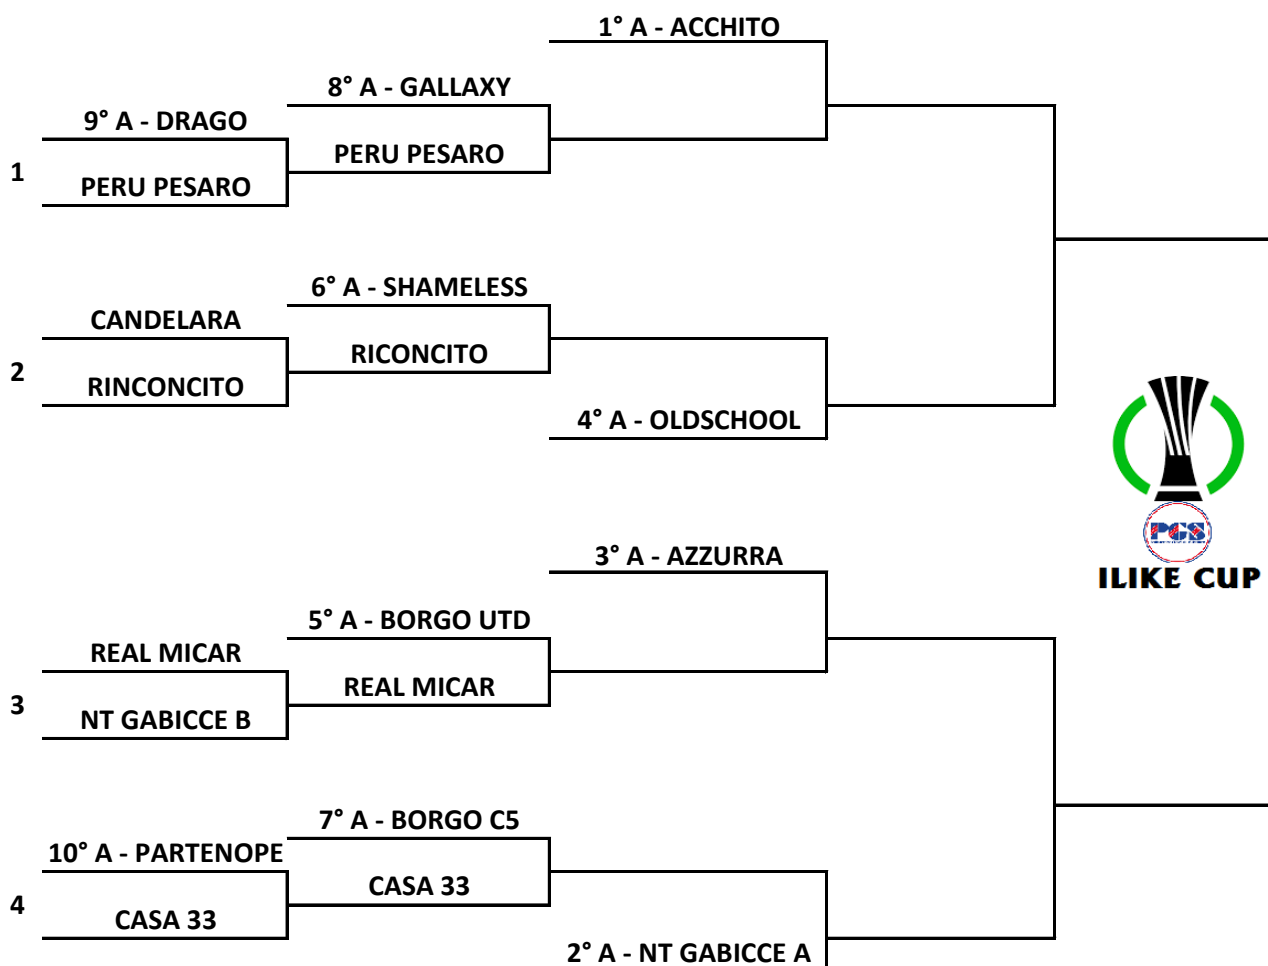 1° A - ACCHITO
8° A - GALLAXY
9° A - DRAGO
PERU PESARO
1
PERU PESARO
6° A - SHAMELESS
CANDELARA
RICONCITO
2
RINCONCITO
4° A - OLDSCHOOL
PGS
ILIKE CUP
3° A - AZZURRA
5° A - BORGO UTD
REAL MICAR
REAL MICAR
3
NT GABICCE B
7° A - BORGO C5
10° A - PARTENOPE
CASA 33
4
CASA 33
2° A - NT GABICCE A